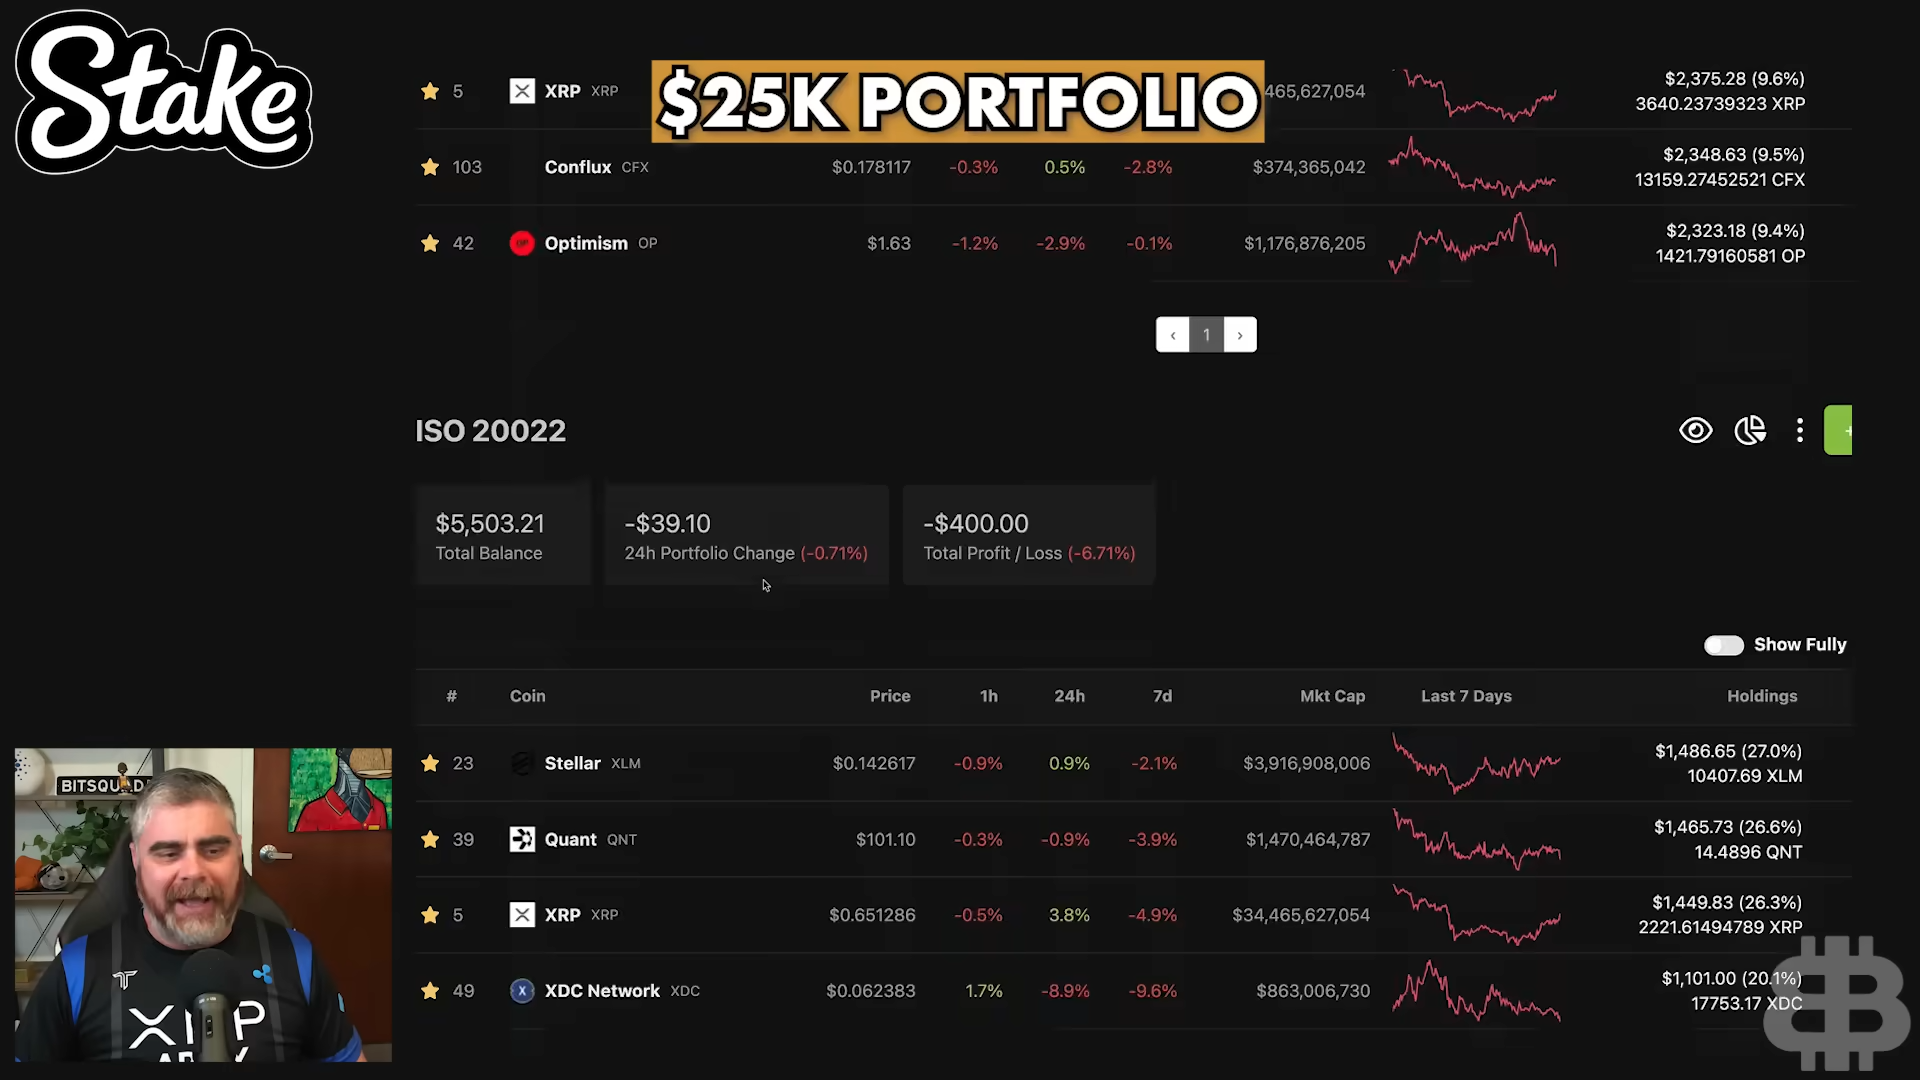 Stake
$25K PORTFOLIO
5 XRP XRP 465,627,054 $2,375.28 (9.6%)
3640.23739323 XRP
103 Conflux CFX $0.178117 -0.3% 0.5% -2.8% $374,365,042 $2,348.63 (9.5%)
13159.27452521 CFX
42 OP Optimism OP $1.63 -1.2% -2.9% -0.1% $1,176,876,205 $2,323.18 (9.4%)
1421.79160581 OP
‹ 1 ›
ISO 20022
+
$5,503.21 -$39.10 -$400.00
Total Balance 24h Portfolio Change (-0.71%) Total Profit / Loss (-6.71%)
Show Fully
# Coin Price 1h 24h 7d Mkt Cap Last 7 Days Holdings
23 Stellar XLM $0.142617 -0.9% 0.9% -2.1% $3,916,908,006 $1,486.65 (27.0%)
10407.69 XLM
39 Quant QNT $101.10 -0.3% -0.9% -3.9% $1,470,464,787 $1,465.73 (26.6%)
14.4896 QNT
5 XRP XRP $0.651286 -0.5% 3.8% -4.9% $34,465,627,054 $1,449.83 (26.3%)
2221.61494789 XRP
49 XDC Network XDC $0.062383 1.7% -8.9% -9.6% $863,006,730 $1,101.00 (20.1%)
17753.17 XDC
BITSQUAD
XRP
ARMY